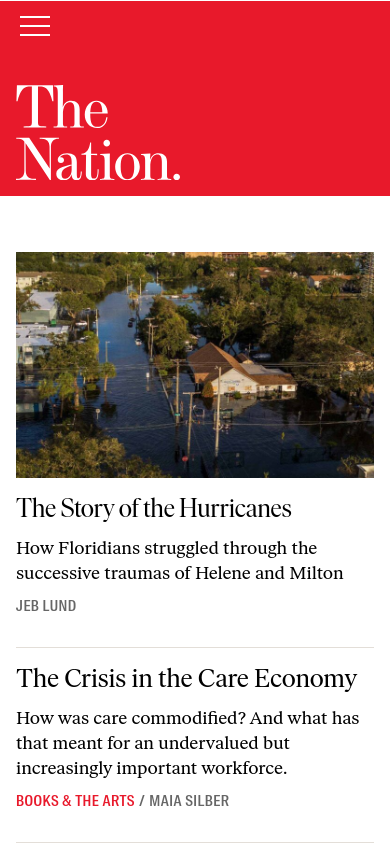 The
Nation.
The Story of the Hurricanes
How Floridians struggled through the
successive traumas of Helene and Milton
JEB LUND
The Crisis in the Care Economy
How was care commodified? And what has
that meant for an undervalued but
increasingly important workforce.
BOOKS & THE ARTS / MAIA SILBER